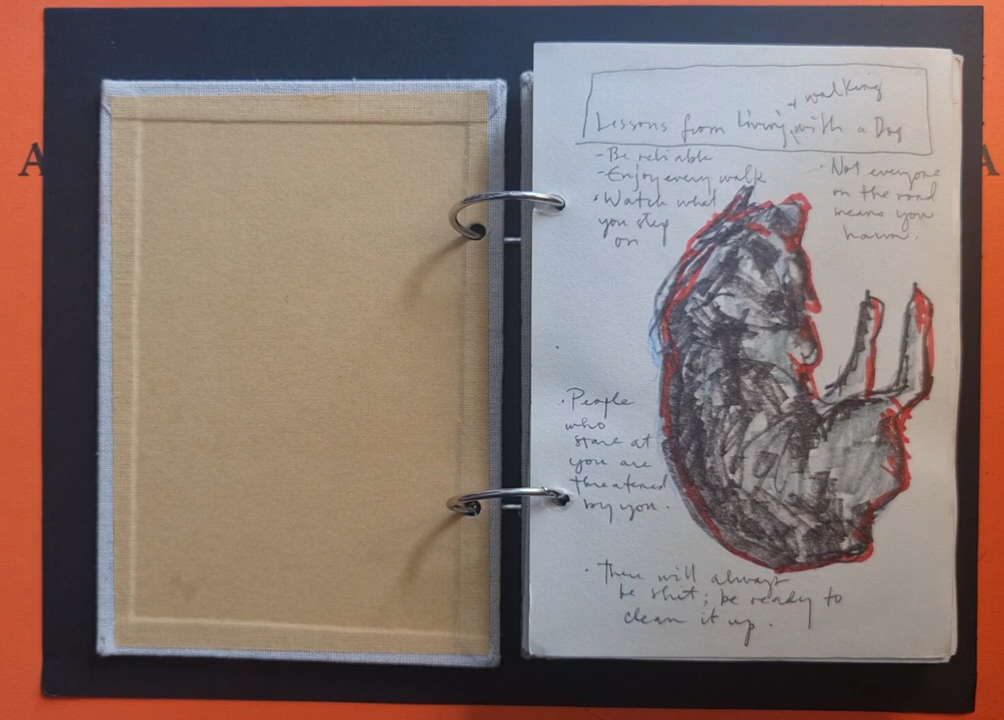 A
A
+ walking
Lessons from living, with a Dog
- Be reliable
- Enjoy every walk
· Watch what
you step
on
· Not everyone
on the road
means you
harm.
· People
who
stare at
you are
threatened
by you.
· There will always
be shit; be ready to
clean it up.